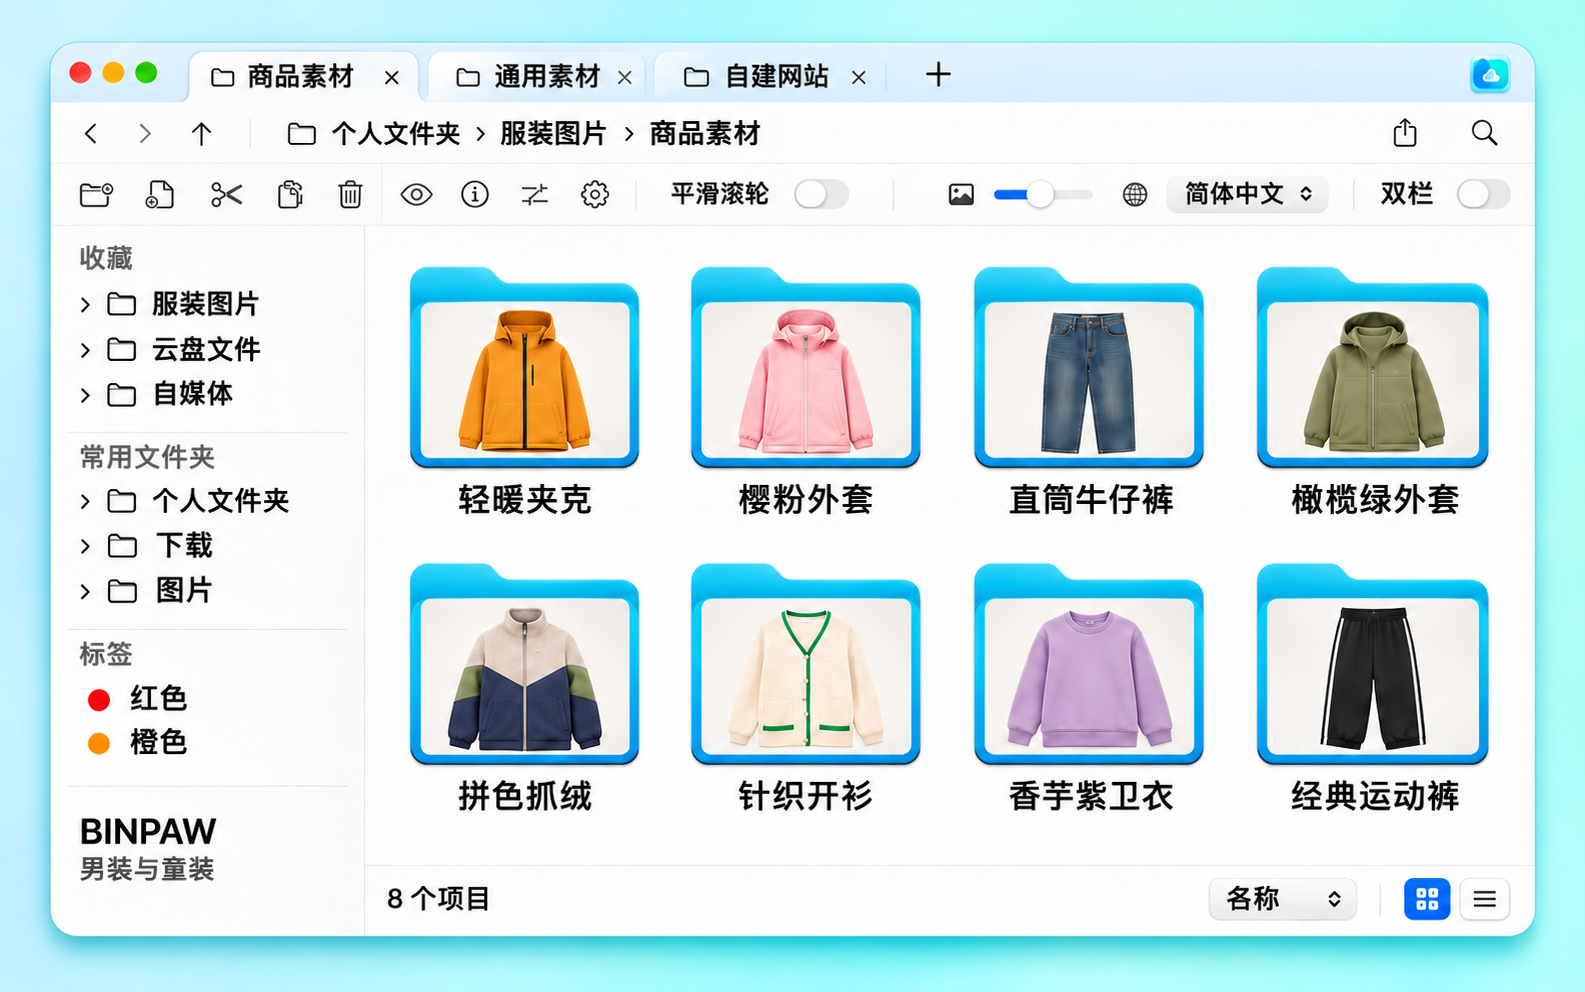 商品素材
通用素材
自建网站
个人文件夹 › 服装图片 › 商品素材
平滑滚轮
简体中文
双栏
收藏
服装图片
云盘文件
自媒体
常用文件夹
个人文件夹
下载
图片
标签
红色
橙色
BINPAW
男装与童装
轻暖夹克
樱粉外套
直筒牛仔裤
橄榄绿外套
拼色抓绒
针织开衫
香芋紫卫衣
经典运动裤
8 个项目
名称